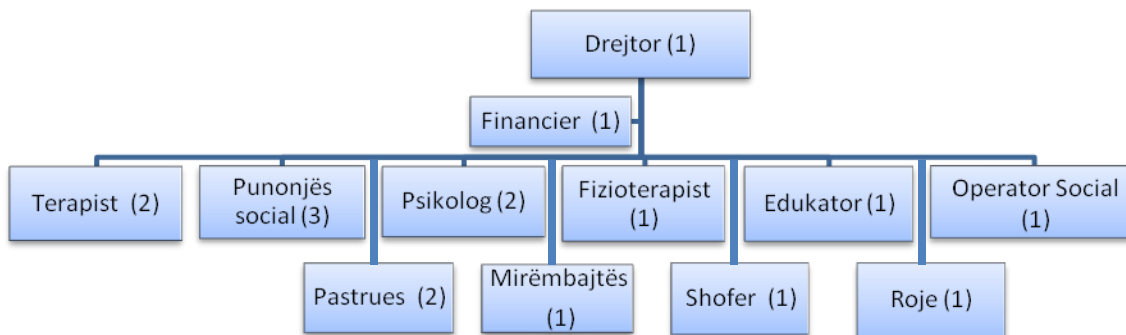 Drejtor (1)
Financier (1)
Terapist (2)
Punonjës
social (3)
Psikolog (2)
Fizioterapist
(1)
Edukator (1)
Operator Social
(1)
Pastrues (2)
Mirëmbajtës
(1)
Shofer (1)
Roje (1)